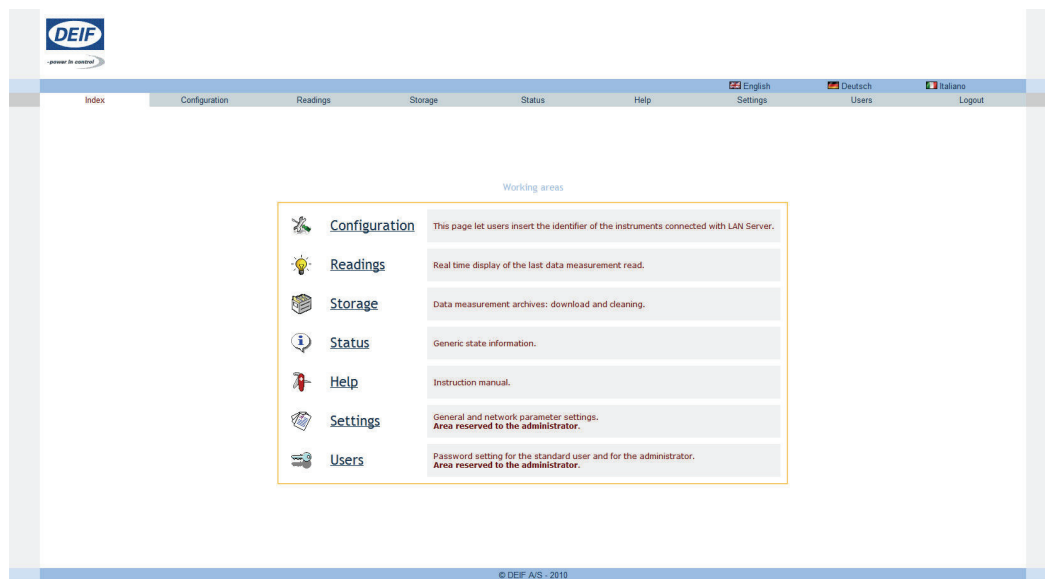 DEIF
-power in control
English Deutsch Italiano
Index Configuration Readings Storage Status Help Settings Users Logout
Working areas
Configuration This page let users insert the identifier of the instruments connected with LAN Server.
Readings Real time display of the last data measurement read.
Storage Data measurement archives: download and cleaning.
Status Generic state information.
Help Instruction manual.
Settings General and network parameter settings.
Area reserved to the administrator.
Users Password setting for the standard user and for the administrator.
Area reserved to the administrator.
© DEIF A/S - 2010